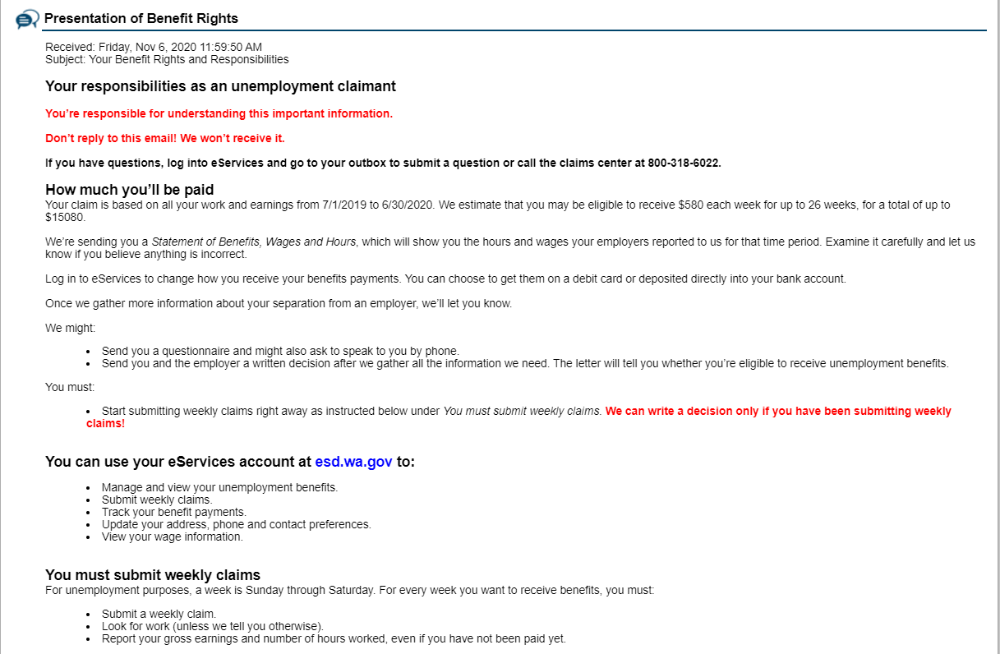 Presentation of Benefit Rights
Received: Friday, Nov 6, 2020 11:59:50 AM
Subject: Your Benefit Rights and Responsibilities
Your responsibilities as an unemployment claimant
You’re responsible for understanding this important information.
Don’t reply to this email! We won’t receive it.
If you have questions, log into eServices and go to your outbox to submit a question or call the claims center at 800-318-6022.
How much you’ll be paid
Your claim is based on all your work and earnings from 7/1/2019 to 6/30/2020. We estimate that you may be eligible to receive $580 each week for up to 26 weeks, for a total of up to
$15080.
We’re sending you a Statement of Benefits, Wages and Hours, which will show you the hours and wages your employers reported to us for that time period. Examine it carefully and let us
know if you believe anything is incorrect.
Log in to eServices to change how you receive your benefits payments. You can choose to get them on a debit card or deposited directly into your bank account.
Once we gather more information about your separation from an employer, we’ll let you know.
We might:
• Send you a questionnaire and might also ask to speak to you by phone.
• Send you and the employer a written decision after we gather all the information we need. The letter will tell you whether you’re eligible to receive unemployment benefits.
You must:
• Start submitting weekly claims right away as instructed below under You must submit weekly claims. We can write a decision only if you have been submitting weekly
claims!
You can use your eServices account at esd.wa.gov to:
• Manage and view your unemployment benefits.
• Submit weekly claims.
• Track your benefit payments.
• Update your address, phone and contact preferences.
• View your wage information.
You must submit weekly claims
For unemployment purposes, a week is Sunday through Saturday. For every week you want to receive benefits, you must:
• Submit a weekly claim.
• Look for work (unless we tell you otherwise).
• Report your gross earnings and number of hours worked, even if you have not been paid yet.